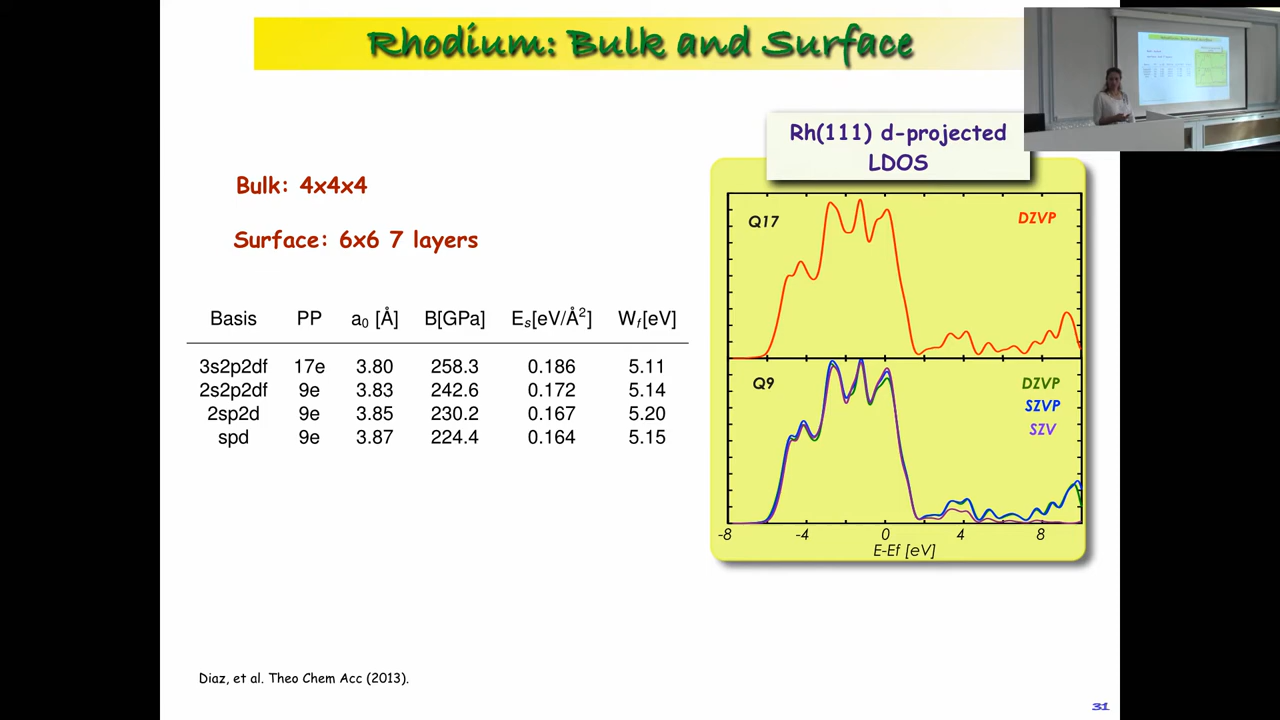 Rhodium: Bulk and Surface
Bulk: 4x4x4
Surface: 6x6 7 layers
Basis PP a0 [Å] B[GPa] Es[eV/Å2] Wf[eV]
3s2p2df 17e 3.80 258.3 0.186 5.11
2s2p2df 9e 3.83 242.6 0.172 5.14
2sp2d 9e 3.85 230.2 0.167 5.20
spd 9e 3.87 224.4 0.164 5.15
Rh(111) d-projected
LDOS
Q17
DZVP
Q9
DZVP
SZVP
SZV
-8 -4 0 4 8
E-Ef [eV]
Diaz, et al. Theo Chem Acc (2013).
31